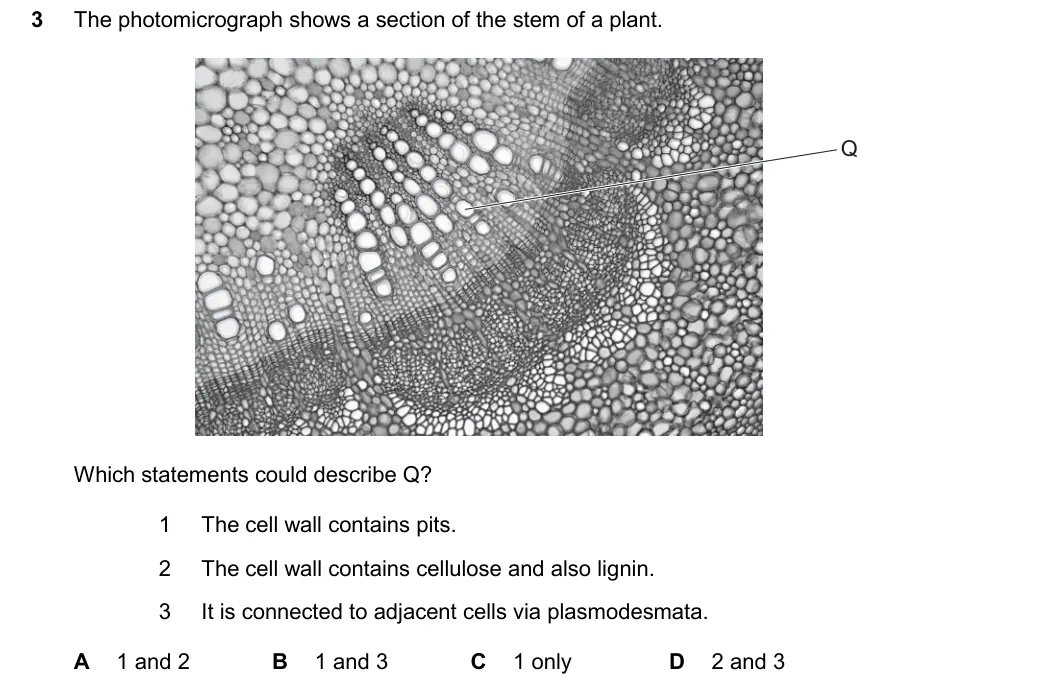 3 The photomicrograph shows a section of the stem of a plant.
Q
Which statements could describe Q?
1 The cell wall contains pits.
2 The cell wall contains cellulose and also lignin.
3 It is connected to adjacent cells via plasmodesmata.
A 1 and 2 B 1 and 3 C 1 only D 2 and 3